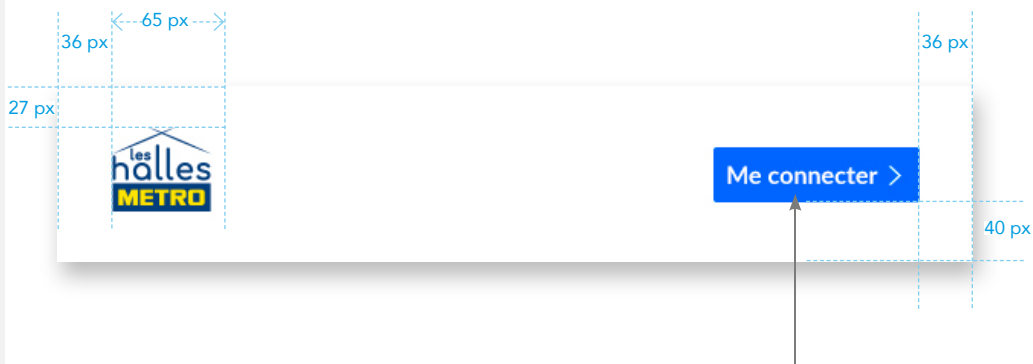 65 px
36 px
36 px
27 px
les
halles
METRO
Me connecter
40 px